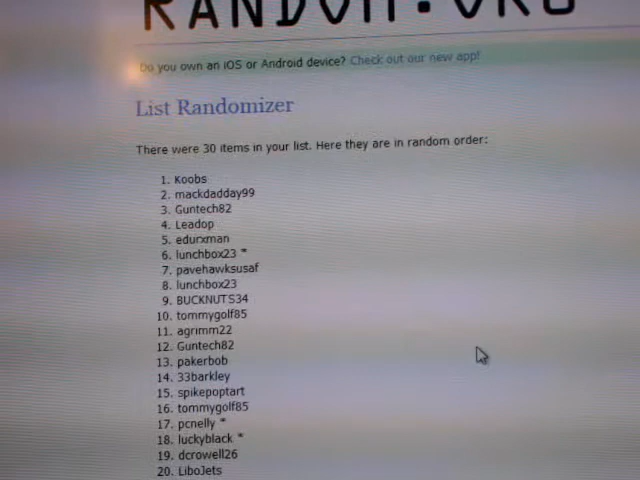 RANDOM.ORG
Do you own an iOS or Android device? Check out our new app!
List Randomizer
There were 30 items in your list. Here they are in random order:
1. Koobs
2. mackdadday99
3. Guntech82
4. Leadop
5. edurxman
6. lunchbox23 *
7. pavehawksusaf
8. lunchbox23
9. BUCKNUTS34
10. tommygolf85
11. agrimm22
12. Guntech82
13. pakerbob
14. 33barkley
15. spikepoptart
16. tommygolf85
17. pcnelly *
18. luckyblack *
19. dcrowell26
20. LiboJets